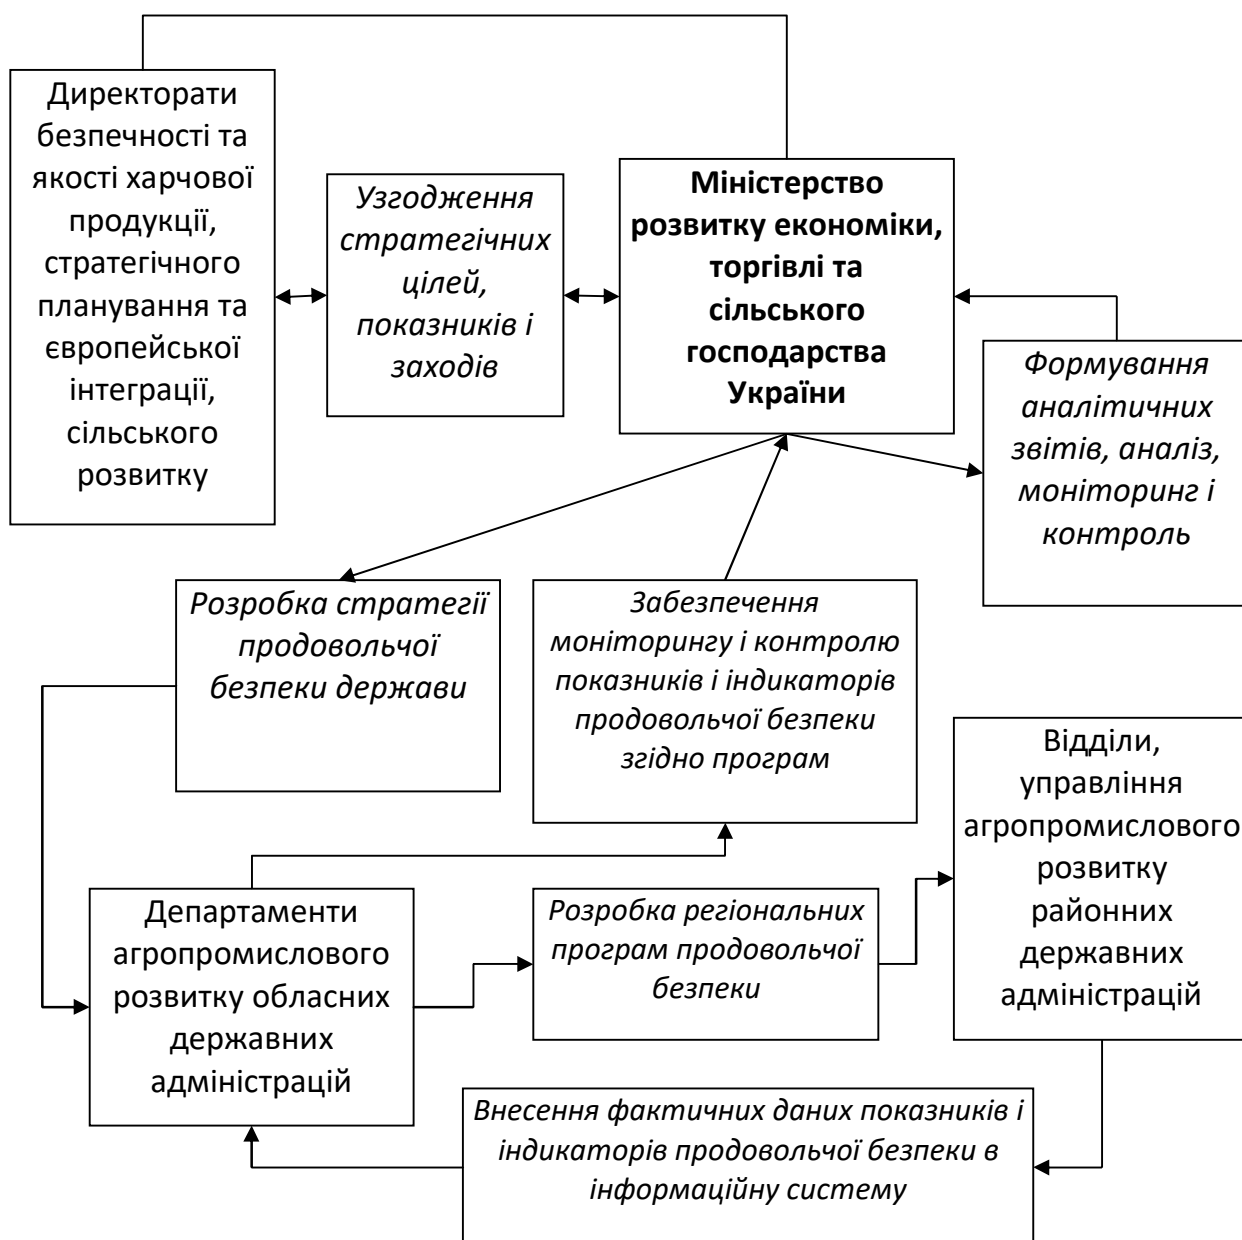 Директорати
безпечності та
якості харчової
продукції,
стратегічного
планування та
європейської
інтеграції,
сільського
розвитку
Узгодження
стратегічних
цілей,
показників і
заходів
Міністерство
розвитку економіки,
торгівлі та
сільського
господарства
України
Формування
аналітичних
звітів, аналіз,
моніторинг і
контроль
Розробка стратегії
продовольчої
безпеки держави
Забезпечення
моніторингу і контролю
показників і індикаторів
продовольчої безпеки
згідно програм
Відділи,
управління
агропромислового
розвитку
районних
державних
адміністрацій
Департаменти
агропромислового
розвитку обласних
державних
адміністрацій
Розробка регіональних
програм продовольчої
безпеки
Внесення фактичних даних показників і
індикаторів продовольчої безпеки в
інформаційну систему